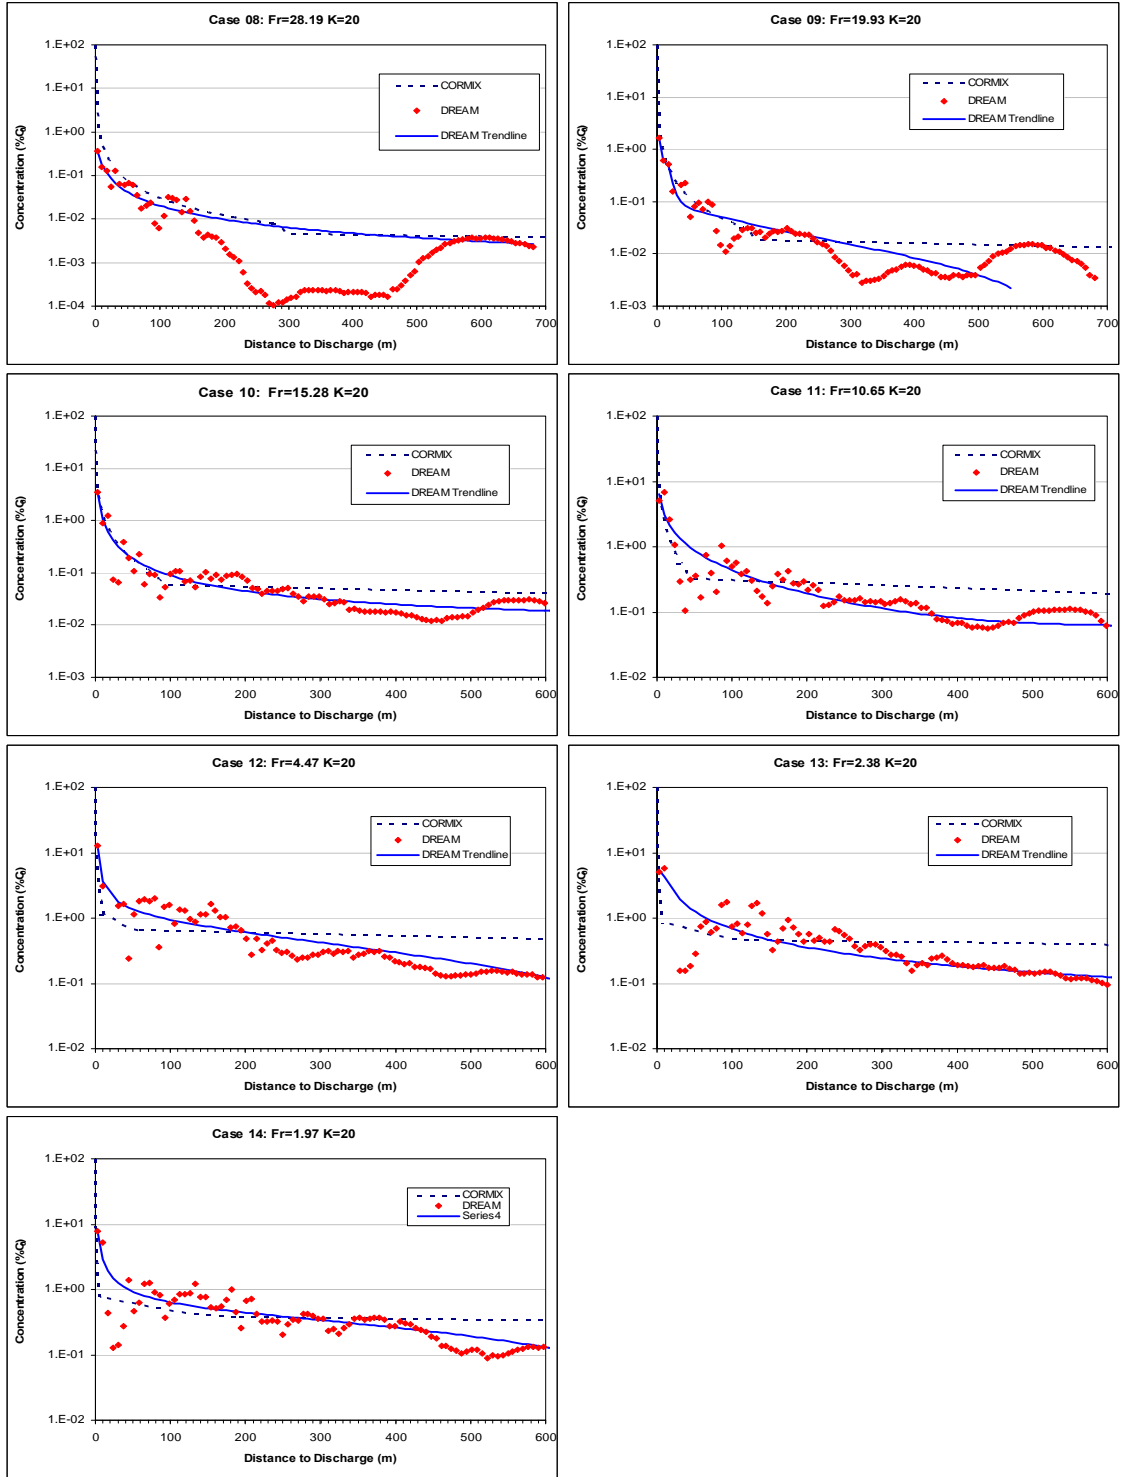 Case 08: Fr=28.19 K=20
1.E+02
1.E+01
1.E+00
1.E-01
1.E-02
1.E-03
1.E-04
Concentration (%C
CORMIX
DREAM
DREAM Trendline
0 100 200 300 400 500 600 700
Distance to Discharge (m)
Case 09: Fr=19.93 K=20
1.E+02
1.E+01
1.E+00
1.E-01
1.E-02
1.E-03
Concentration (%C
CORMIX
DREAM
DREAM Trendline
0 100 200 300 400 500 600 700
Distance to Discharge (m)
Case 10: Fr=15.28 K=20
1.E+02
1.E+01
1.E+00
1.E-01
1.E-02
1.E-03
Concentration (%C
CORMIX
DREAM
DREAM Trendline
0 100 200 300 400 500 600
Distance to Discharge (m)
Case 11: Fr=10.65 K=20
1.E+02
1.E+01
1.E+00
1.E-01
1.E-02
Concentration (%C
CORMIX
DREAM
DREAM Trendline
0 100 200 300 400 500 600
Distance to Discharge (m)
Case 12: Fr=4.47 K=20
1.E+02
1.E+01
1.E+00
1.E-01
1.E-02
Concentration (%C
CORMIX
DREAM
DREAM Trendline
0 100 200 300 400 500 600
Distance to Discharge (m)
Case 13: Fr=2.38 K=20
1.E+02
1.E+01
1.E+00
1.E-01
1.E-02
Concentration (%C
CORMIX
DREAM
DREAM Trendline
0 100 200 300 400 500 600
Distance to Discharge (m)
Case 14: Fr=1.97 K=20
1.E+02
1.E+01
1.E+00
1.E-01
1.E-02
Concentration (%C
CORMIX
DREAM
Series4
0 100 200 300 400 500 600
Distance to Discharge (m)